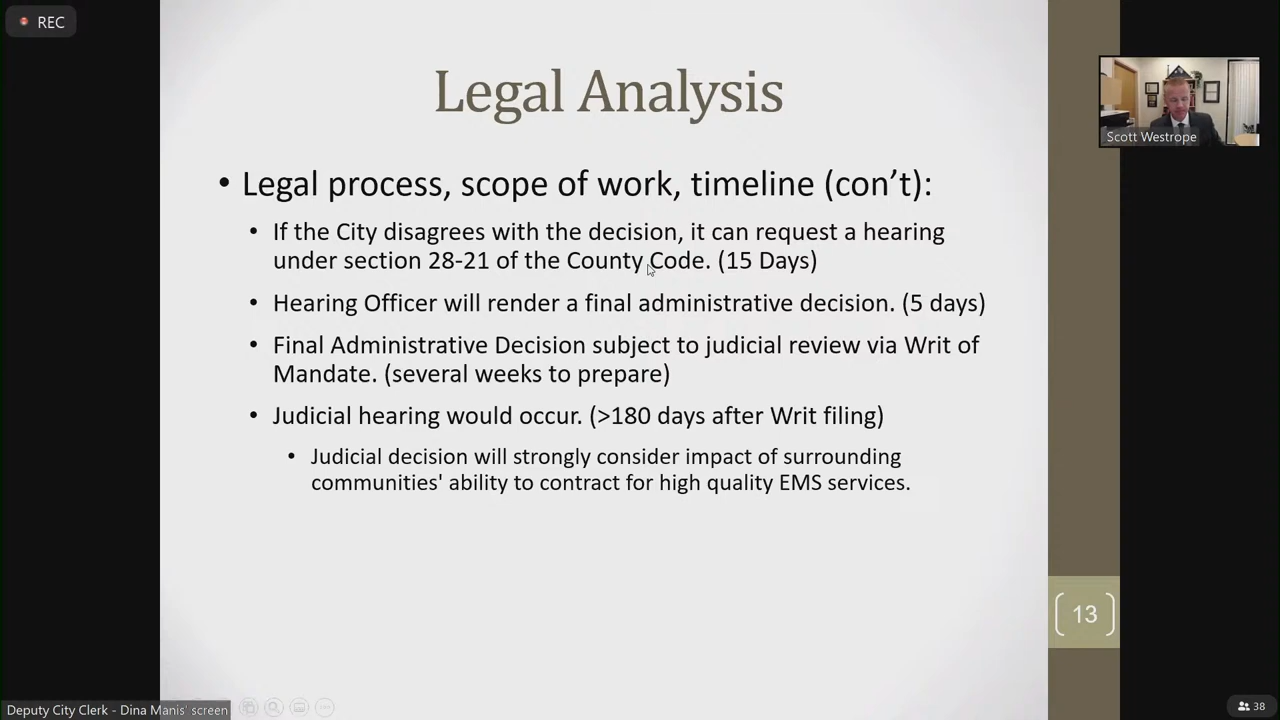 REC
Legal Analysis
Scott Westrope
• Legal process, scope of work, timeline (con’t):
• If the City disagrees with the decision, it can request a hearing
under section 28-21 of the County Code. (15 Days)
• Hearing Officer will render a final administrative decision. (5 days)
• Final Administrative Decision subject to judicial review via Writ of
Mandate. (several weeks to prepare)
• Judicial hearing would occur. (>180 days after Writ filing)
• Judicial decision will strongly consider impact of surrounding
communities' ability to contract for high quality EMS services.
13
Deputy City Clerk - Dina Manis' screen
38